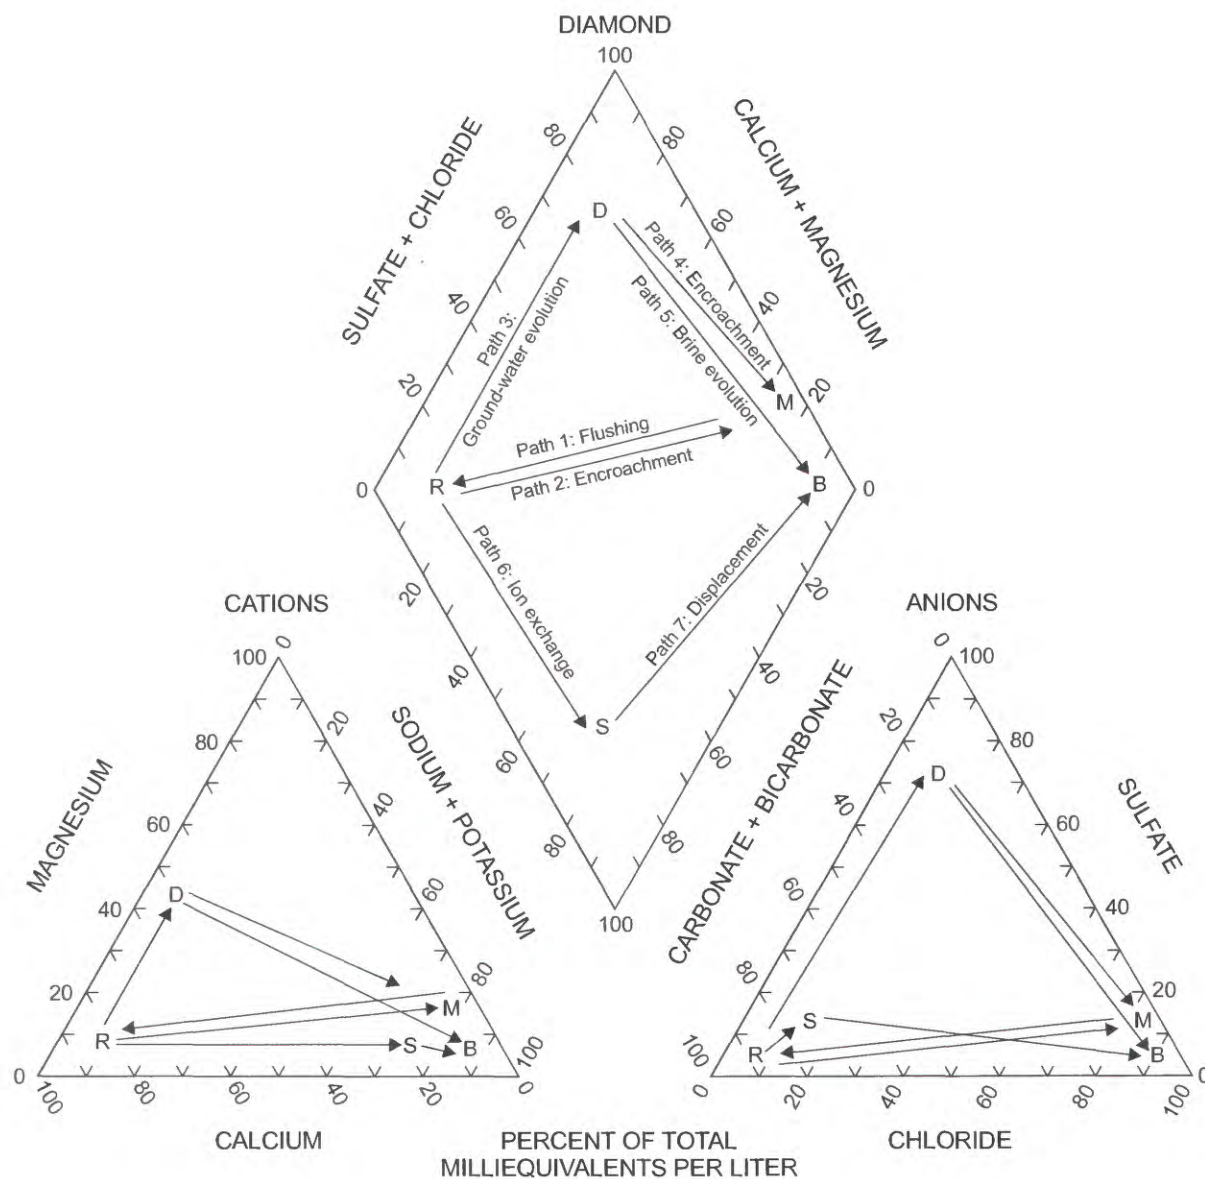 DIAMOND
100
SULFATE + CHLORIDE
CALCIUM + MAGNESIUM
80
80
D
60
60
Path 4: Encroachment
Path 3:
Ground-water evolution
Path 5: Brine evolution
40
40
20
20
M
Path 1: Flushing
Path 2: Encroachment
0
R
B
0
Path 6: Ion exchange
Path 7: Displacement
20
20
40
40
S
60
60
80
80
100
CATIONS
100
0
MAGNESIUM
SODIUM + POTASSIUM
80
20
60
40
D
40
60
20
80
M
R
S
B
0
100
100
80
60
40
20
0
CALCIUM
ANIONS
0
100
CARBONATE + BICARBONATE
SULFATE
20
80
D
40
60
60
40
80
20
S
M
R
B
100
0
0
20
40
60
80
100
CHLORIDE
PERCENT OF TOTAL
MILLIEQUIVALENTS PER LITER